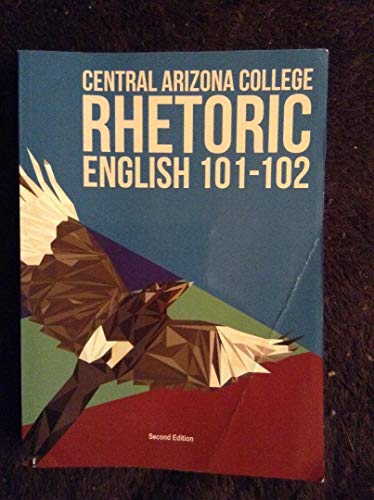 CENTRAL ARIZONA COLLEGE
RHETORIC
ENGLISH 101-102
Second Edition